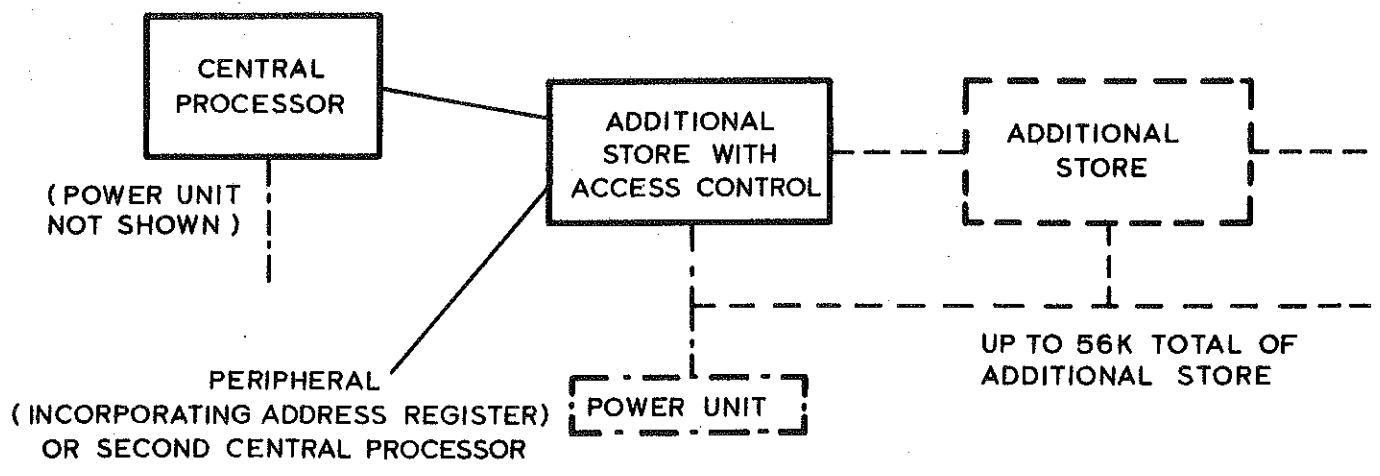 CENTRAL
PROCESSOR
(POWER UNIT
NOT SHOWN)
ADDITIONAL
STORE WITH
ACCESS CONTROL
ADDITIONAL
STORE
PERIPHERAL
(INCORPORATING ADDRESS REGISTER)
OR SECOND CENTRAL PROCESSOR
POWER UNIT
UP TO 56K TOTAL OF
ADDITIONAL STORE